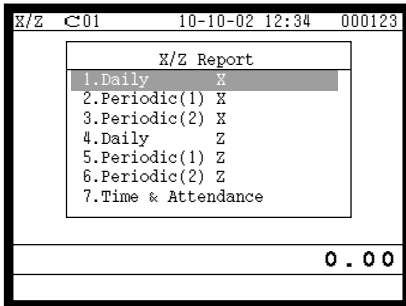 X/Z C01 10-10-02 12:34 000123
X/Z Report
1.Daily X
2.Periodic(1) X
3.Periodic(2) X
4.Daily Z
5.Periodic(1) Z
6.Periodic(2) Z
7.Time & Attendance
0.00